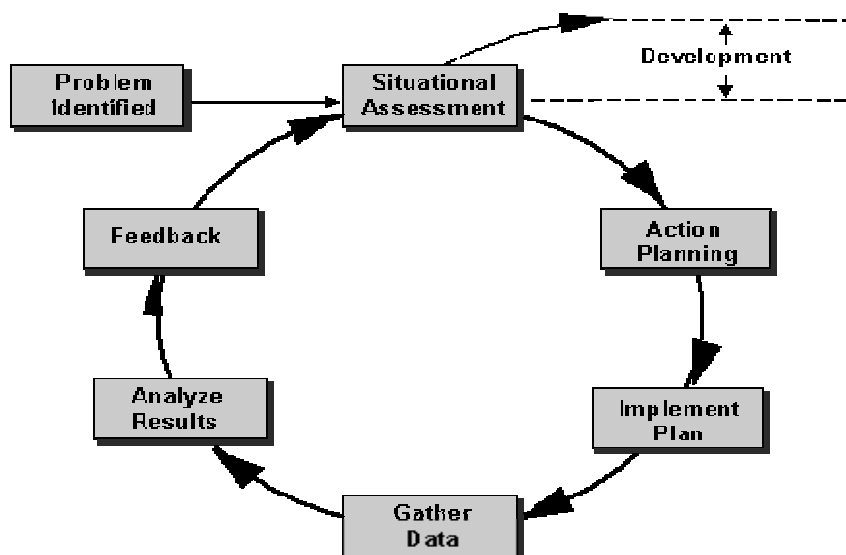 Problem
Identified
Situational
Assessment
Development
Action
Planning
Implement
Plan
Gather
Data
Analyze
Results
Feedback